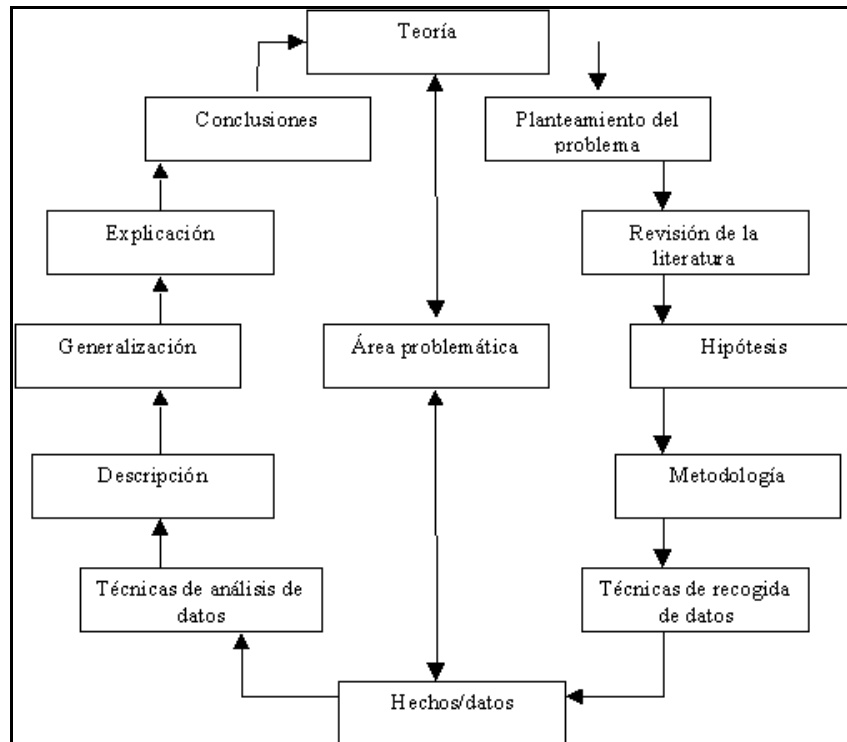 Teoría
Conclusiones
Planteamiento del
problema
Explicación
Revisión de la
literatura
Generalización
Área problemática
Hipótesis
Descripción
Metodología
Técnicas de análisis de
datos
Técnicas de recogida
de datos
Hechos/datos